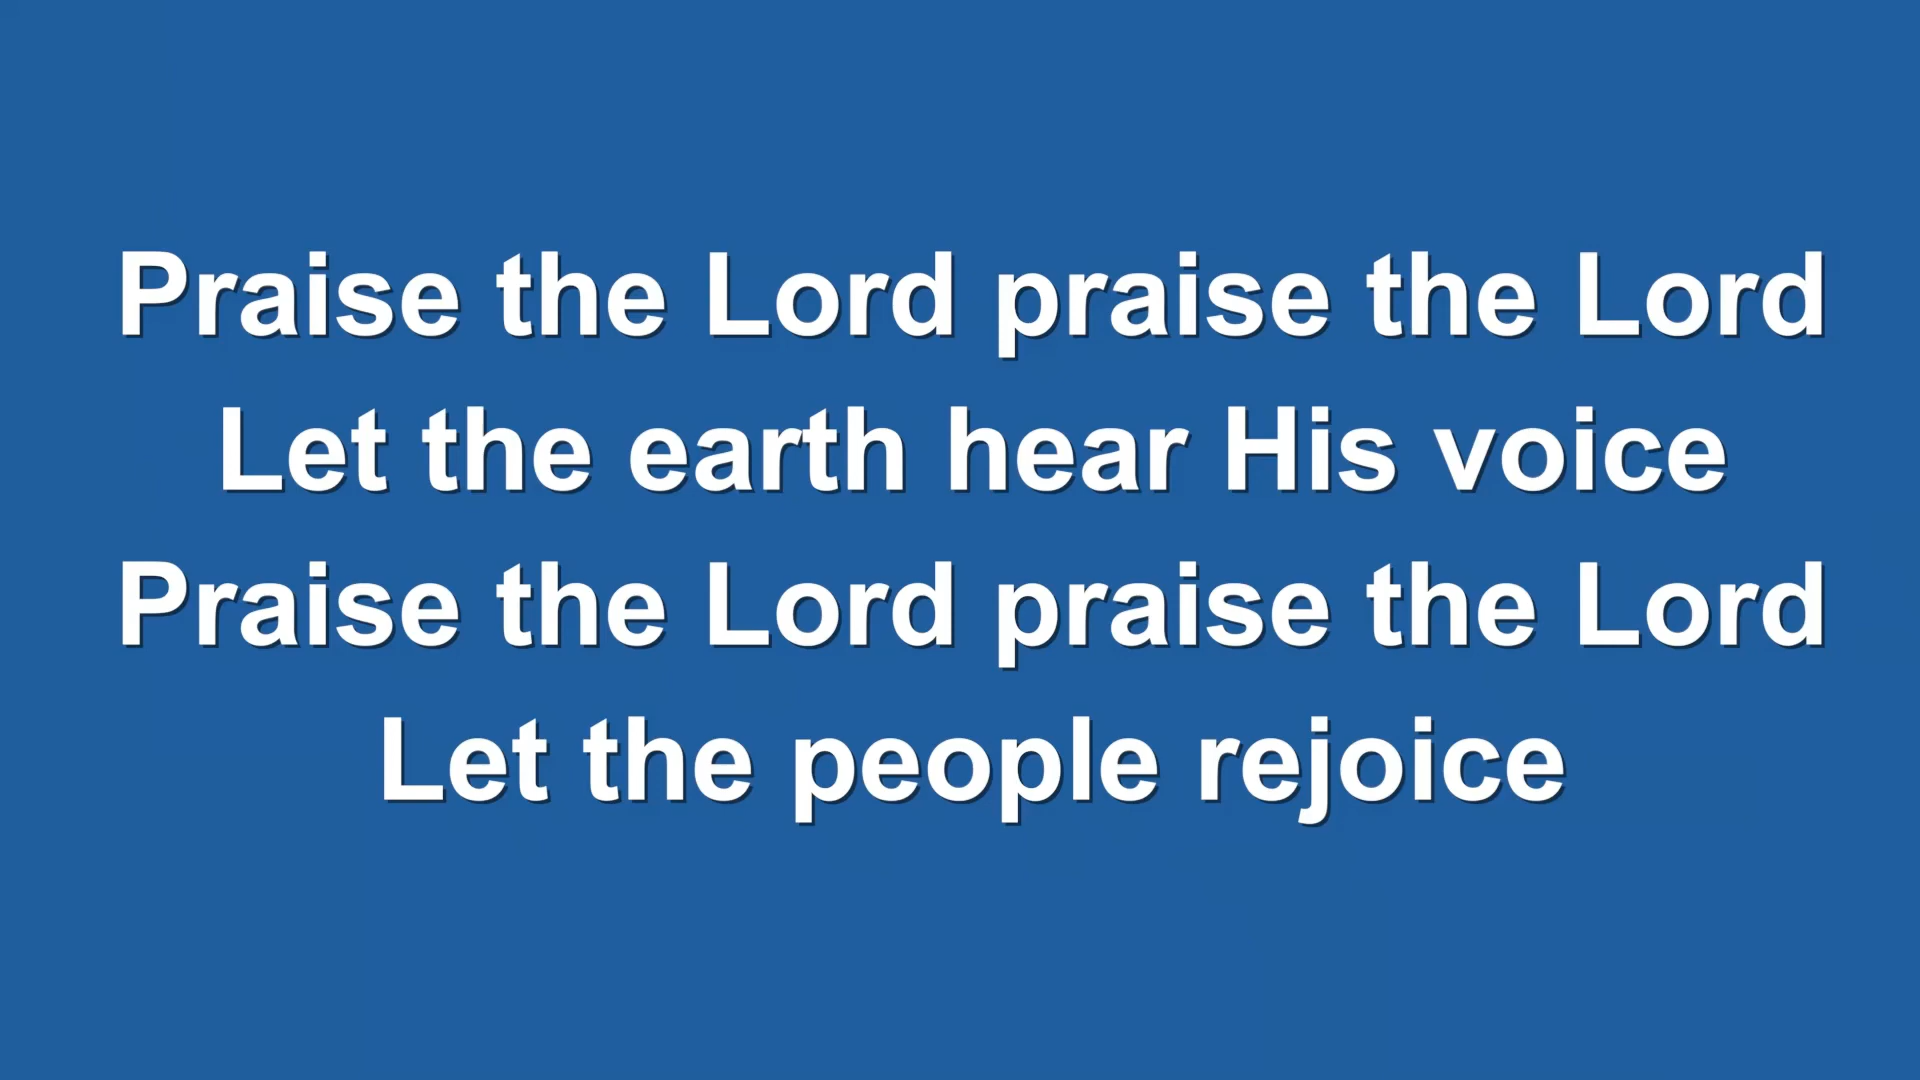 Praise the Lord praise the Lord
Let the earth hear His voice
Praise the Lord praise the Lord
Let the people rejoice